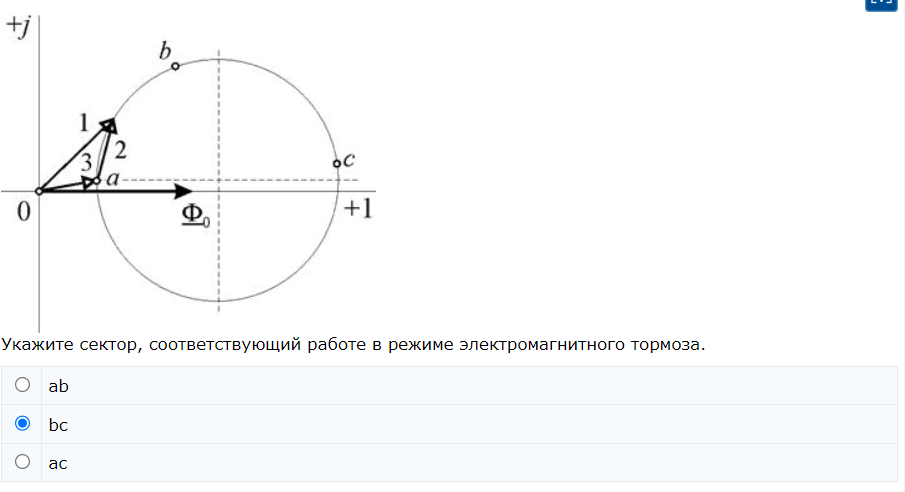 +j
b
1
2
3
a
c
0
Φ0
+1
Укажите сектор, соответствующий работе в режиме электромагнитного тормоза.
ab
bc
ac